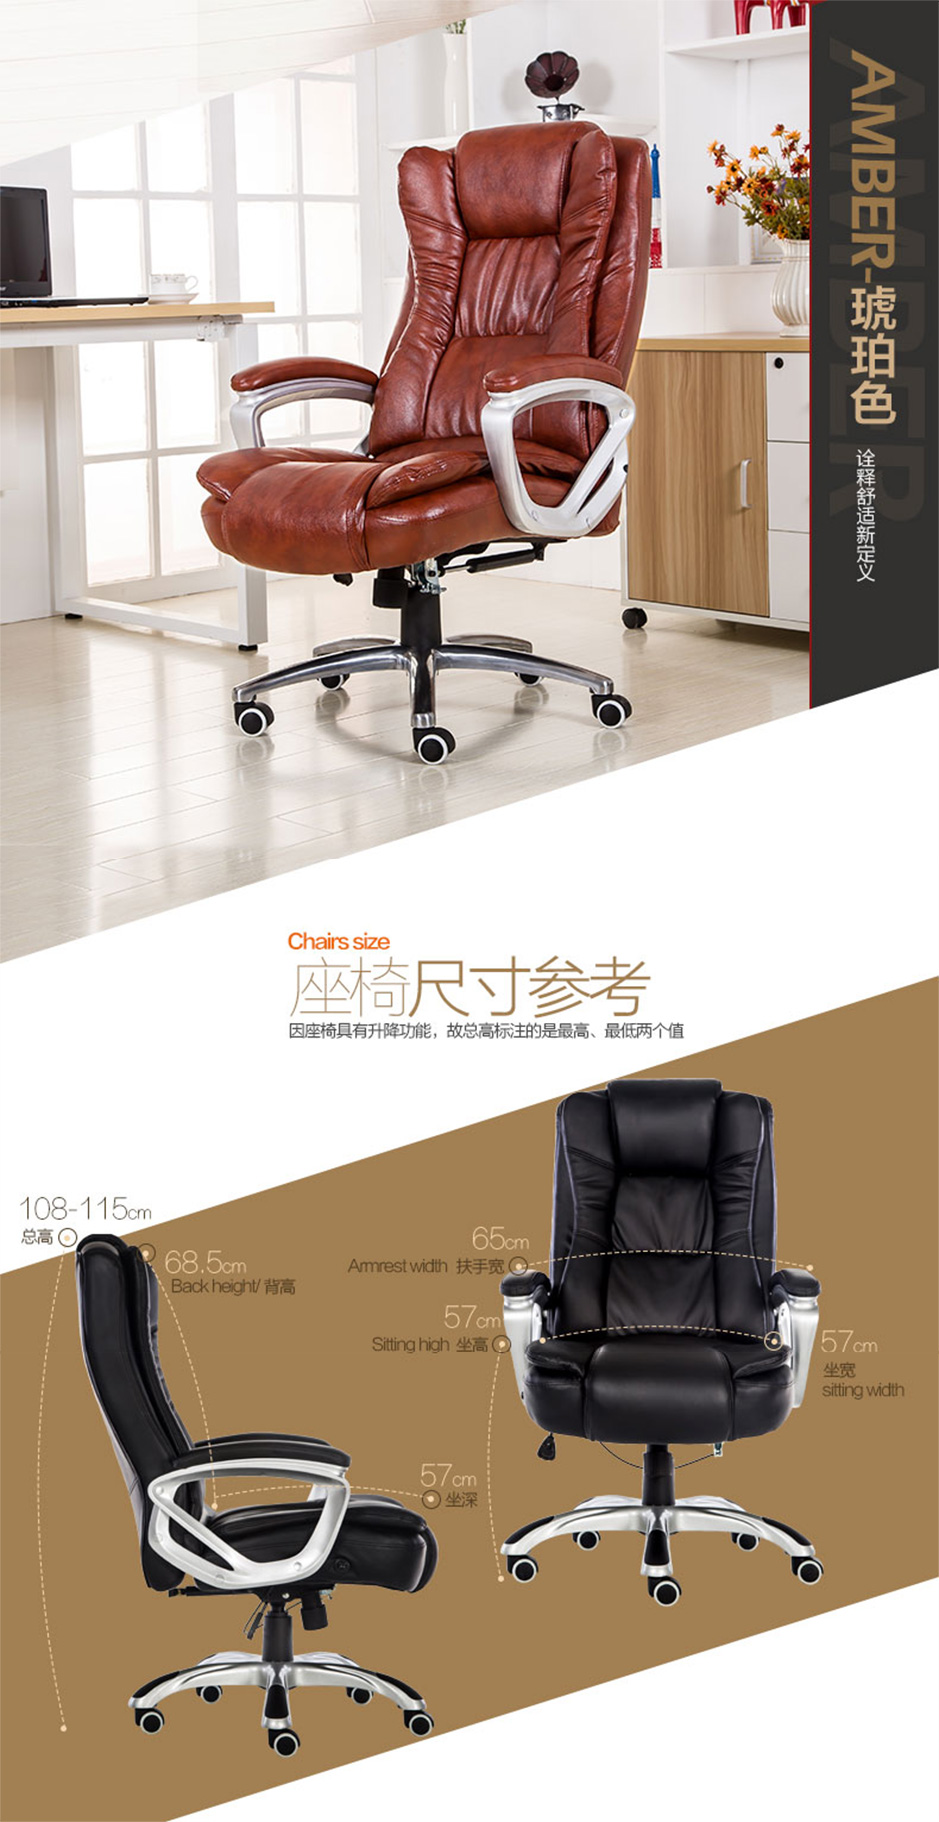 AMBER-琥珀色
诠释舒适新定义
AMBER
Chairs size
座椅尺寸参考
因座椅具有升降功能，故总高标注的是最高、最低两个值
108-115cm
总高
68.5cm
Back height/ 背高
65cm
Armrest width 扶手宽
57cm
Sitting high 坐高
57cm
坐宽
sitting width
57cm
坐深